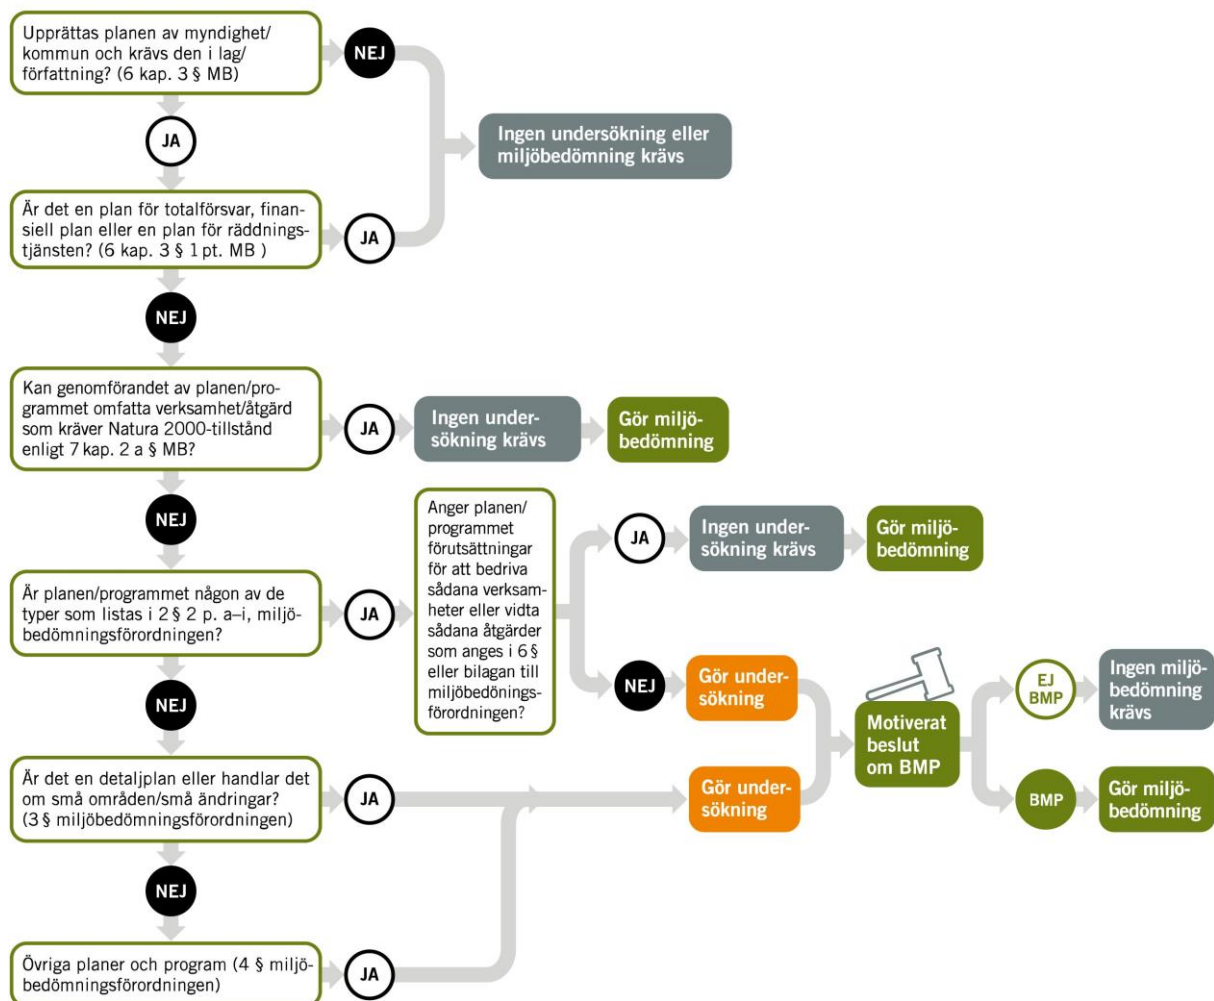 Upprättas planen av myndighet/
kommun och krävs den i lag/
författning? (6 kap. 3 § MB)
NEJ
JA
Ingen undersökning eller
miljöbedömning krävs
Är det en plan för totalförsvar, finan-
siell plan eller en plan för räddnings-
tjänsten? (6 kap. 3 § 1 pt. MB )
JA
NEJ
Kan genomförandet av planen/pro-
grammet omfatta verksamhet/åtgärd
som kräver Natura 2000-tillstånd
enligt 7 kap. 2 a § MB?
JA
Ingen under-
sökning krävs
Gör miljö-
bedömning
NEJ
Är planen/programmet någon av de
typer som listas i 2 § 2 p. a–i, miljö-
bedömningsförordningen?
JA
Anger planen/
programmet
förutsättningar
för att bedriva
sådana verksam-
heter eller vidta
sådana åtgärder
som anges i 6 §
eller bilagan till
miljöbedönings-
förordningen?
JA
Ingen under-
sökning krävs
Gör miljö-
bedömning
NEJ
Gör under-
sökning
NEJ
Är det en detaljplan eller handlar det
om små områden/små ändringar?
(3 § miljöbedömningsförordningen)
JA
Gör under-
sökning
Motiverat
beslut
om BMP
EJ
BMP
Ingen miljö-
bedömning
krävs
BMP
Gör miljö-
bedömning
NEJ
Övriga planer och program (4 § miljö-
bedömningsförordningen)
JA